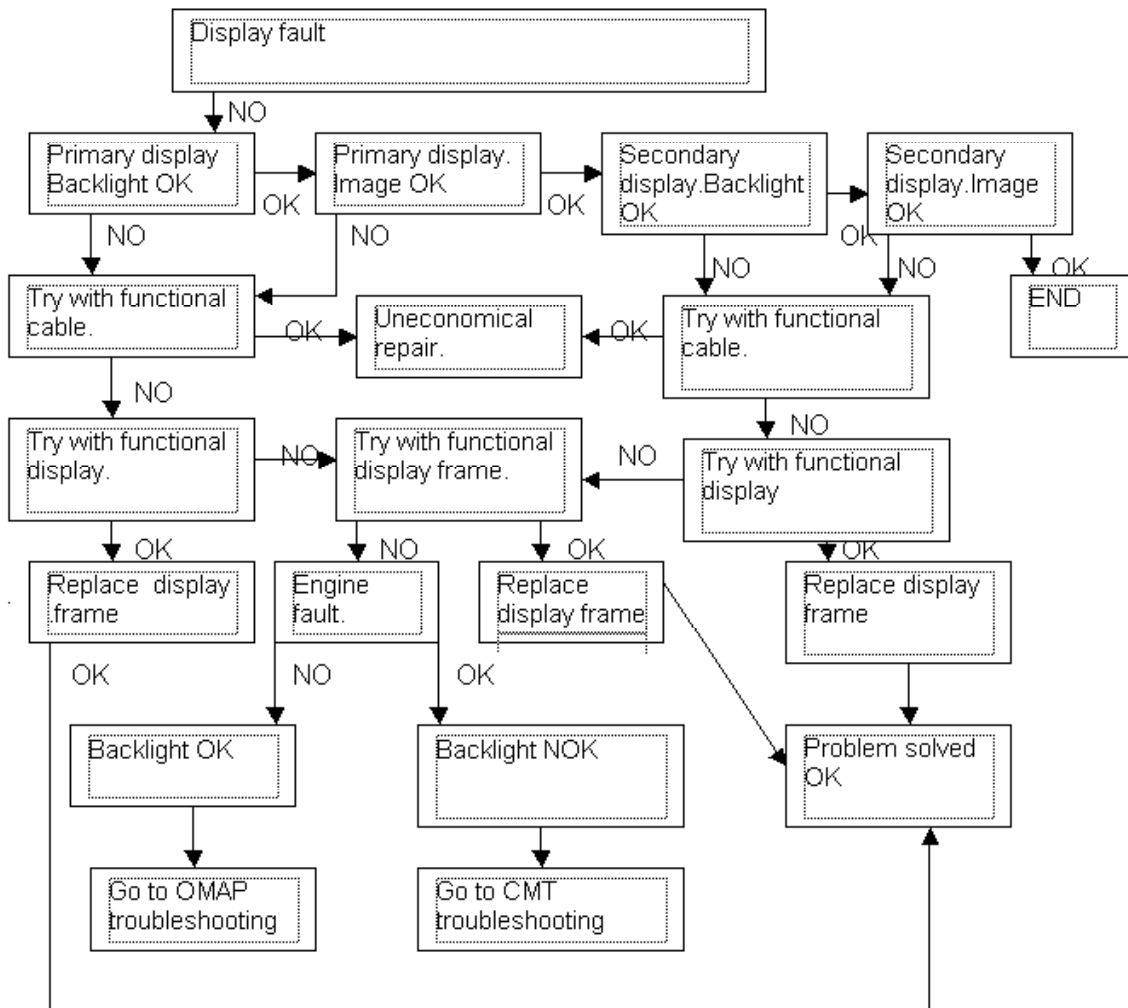 Display fault
NO
Primary display
Backlight OK
OK
Primary display.
Image OK
OK
Secondary
display.Backlight
OK
OK
Secondary
display.Image
OK
NO
NO
NO
NO
OK
END
Try with functional
cable.
OK
Uneconomical
repair.
OK
Try with functional
cable.
NO
NO
Try with functional
display.
NO
Try with functional
display frame.
NO
Try with functional
display
OK
NO
OK
OK
Replace display
.frame
Engine
fault.
Replace
display frame
Replace display
frame
OK
NO
OK
Backlight OK
Backlight NOK
Problem solved
OK
Go to OMAP
troubleshooting
Go to CMT
troubleshooting